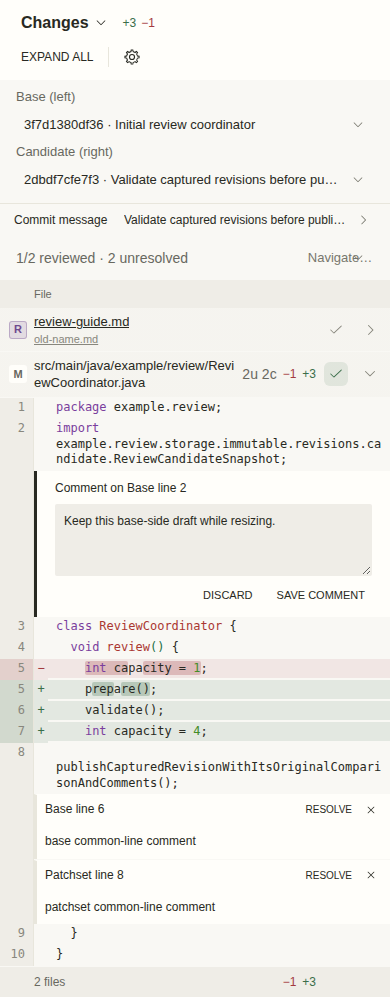 Changes +3 −1
EXPAND ALL
Base (left)
3f7d1380df36 · Initial review coordinator
Candidate (right)
2dbdf7cfe7f3 · Validate captured revisions before pu…
Commit message Validate captured revisions before publi…
1/2 reviewed · 2 unresolved Navigate…
File
R review-guide.md
old-name.md
M src/main/java/example/review/Revi
ewCoordinator.java 2u 2c −1 +3
1 package example.review;
2 import
example.review.storage.immutable.revisions.ca
ndidate.ReviewCandidateSnapshot;
Comment on Base line 2
Keep this base-side draft while resizing.
DISCARD SAVE COMMENT
3 class ReviewCoordinator {
4 void review() {
5 − int capacity = 1;
5 + prepare();
6 + validate();
7 + int capacity = 4;
8
publishCapturedRevisionWithItsOriginalCompari
sonAndComments();
Base line 6 RESOLVE ×
base common-line comment
Patchset line 8 RESOLVE ×
patchset common-line comment
9 }
10 }
2 files −1 +3